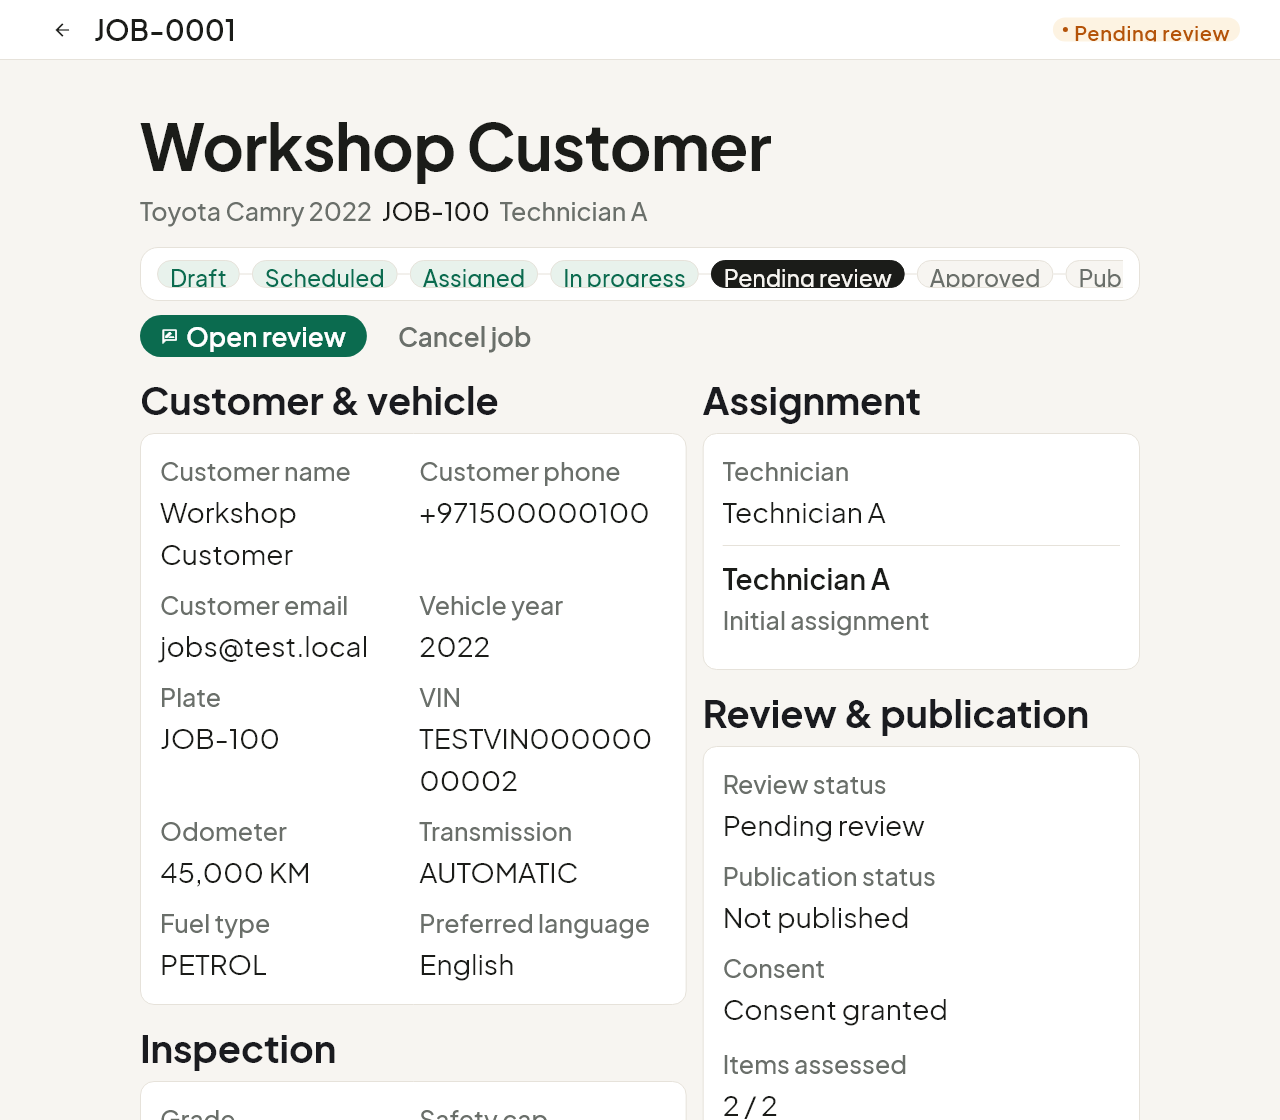 JOB-0001
Pending review
Workshop Customer
Toyota Camry 2022 JOB-100 Technician A
Draft Scheduled Assigned In progress Pending review Approved Pub
Open review Cancel job
Customer & vehicle
Customer name Customer phone
Workshop Customer +971500000100
Customer email Vehicle year
jobs@test.local 2022
Plate VIN
JOB-100 TESTVIN000000
00002
Odometer Transmission
45,000 KM AUTOMATIC
Fuel type Preferred language
PETROL English
Inspection
Grade Safety cap
Assignment
Technician
Technician A
Technician A
Initial assignment
Review & publication
Review status
Pending review
Publication status
Not published
Consent
Consent granted
Items assessed
2 / 2